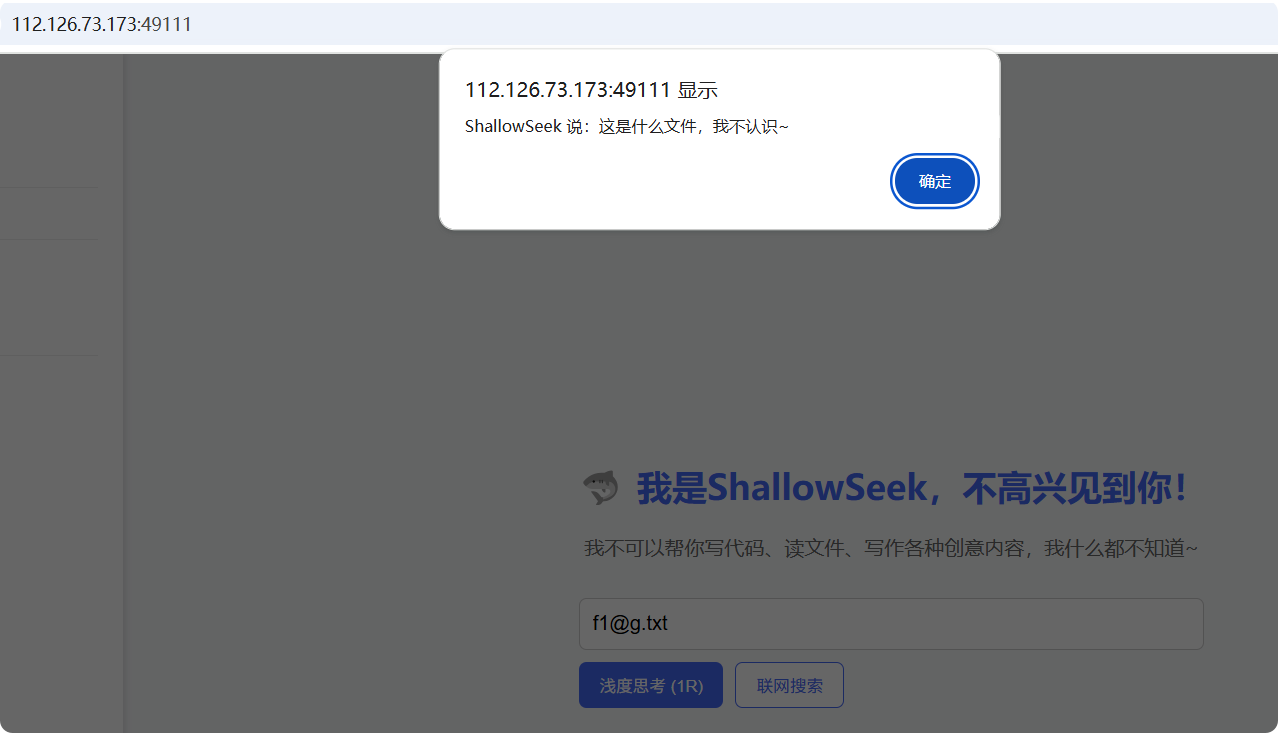 112.126.73.173:49111
112.126.73.173:49111 显示
ShallowSeek 说：这是什么文件，我不认识~
确定
我是ShallowSeek，不高兴见到你！
我不可以帮你写代码、读文件、写作各种创意内容，我什么都不知道~
f1@g.txt
浅度思考 (1R)
联网搜索